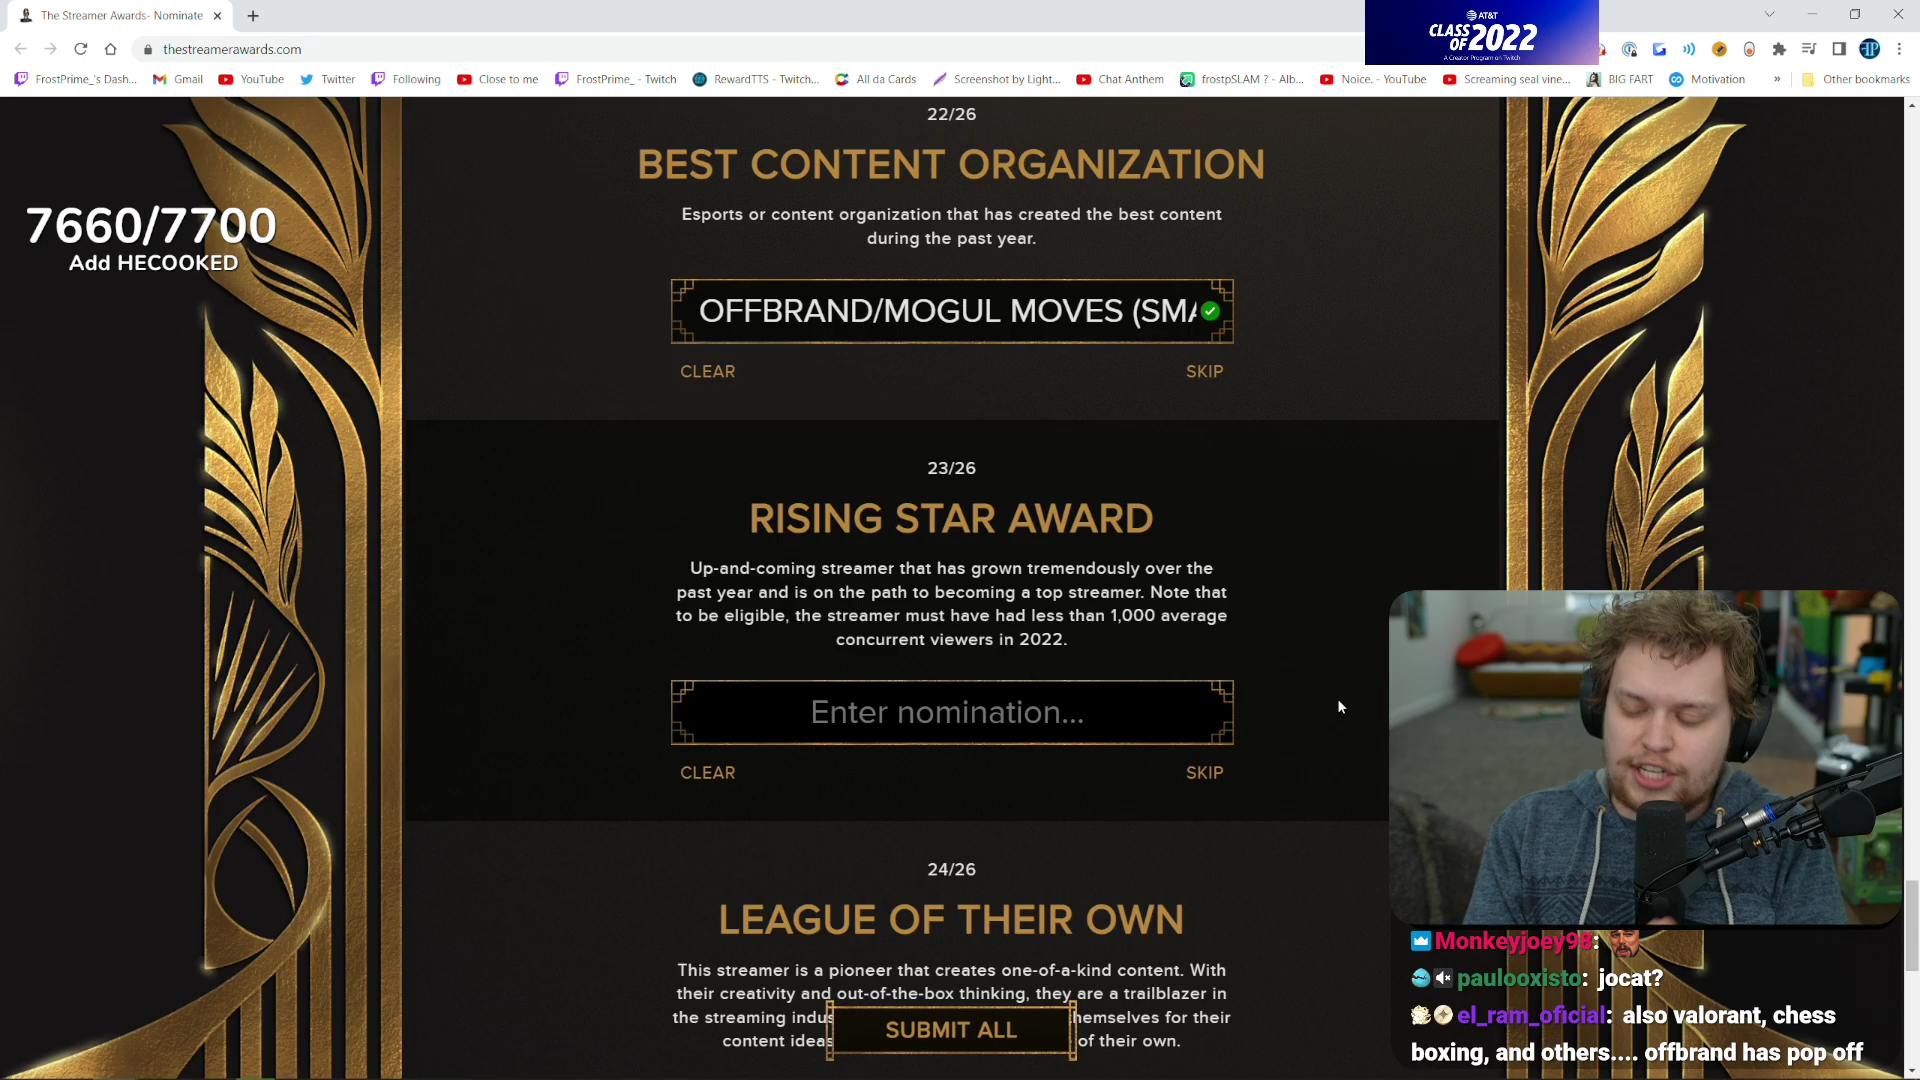 The Streamer Awards- Nominate
AT&T
CLASS
OF 2022
A Creator Program on Twitch
thestreamerawards.com
FrostPrime_'s Dash...
Gmail
YouTube
Twitter
Following
Close to me
FrostPrime_ - Twitch
RewardTTS - Twitch...
All da Cards
Screenshot by Light...
Chat Anthem
frostpSLAM ? - Alb...
Noice. - YouTube
Screaming seal vine...
BIG FART
Motivation
»
Other bookmarks
22/26
BEST CONTENT ORGANIZATION
Esports or content organization that has created the best content
during the past year.
7660/7700
Add HECOOKED
OFFBRAND/MOGUL MOVES (SMA
CLEAR
SKIP
23/26
RISING STAR AWARD
Up-and-coming streamer that has grown tremendously over the
past year and is on the path to becoming a top streamer. Note that
to be eligible, the streamer must have had less than 1,000 average
concurrent viewers in 2022.
Enter nomination...
CLEAR
SKIP
24/26
LEAGUE OF THEIR OWN
This streamer is a pioneer that creates one-of-a-kind content. With
their creativity and out-of-the-box thinking, they are a trailblazer in
the streaming indus hemselves for their
content ideas of their own.
SUBMIT ALL
Monkeyjoey98:
paulooxisto: jocat?
el_ram_oficial: also valorant, chess
boxing, and others.... offbrand has pop off